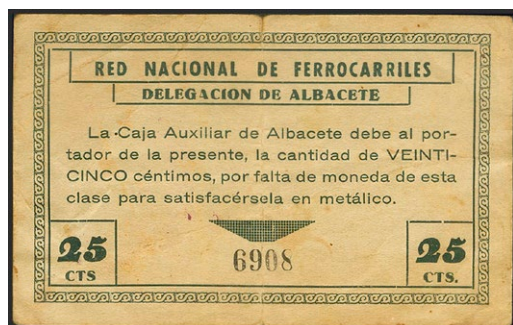 RED NACIONAL DE FERROCARRILES
DELEGACION DE ALBACETE
La Caja Auxiliar de Albacete debe al por-
tador de la presente, la cantidad de VEINTI-
CINCO céntimos, por falta de moneda de esta
clase para satisfacérsela en metálico.
25
CTS
6908
25
CTS.